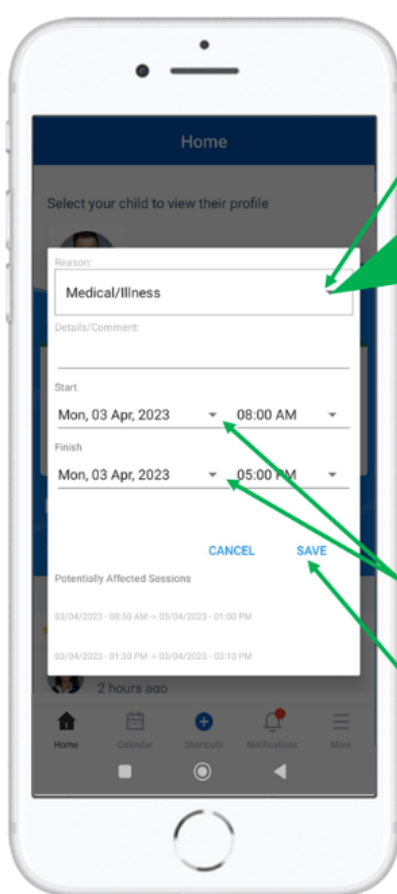 Home
Select your child to view their profile
Reason:
Medical/Illness
Details/Comment:
Start
Mon, 03 Apr, 2023 08:00 AM
Finish
Mon, 03 Apr, 2023 05:00 PM
CANCEL SAVE
Potentially Affected Sessions
03/04/2023 - 08:50 AM -> 03/04/2023 - 01:00 PM
03/04/2023 - 01:30 PM -> 03/04/2023 - 03:10 PM
2 hours ago
Home Calendar Shortcuts Notifications More